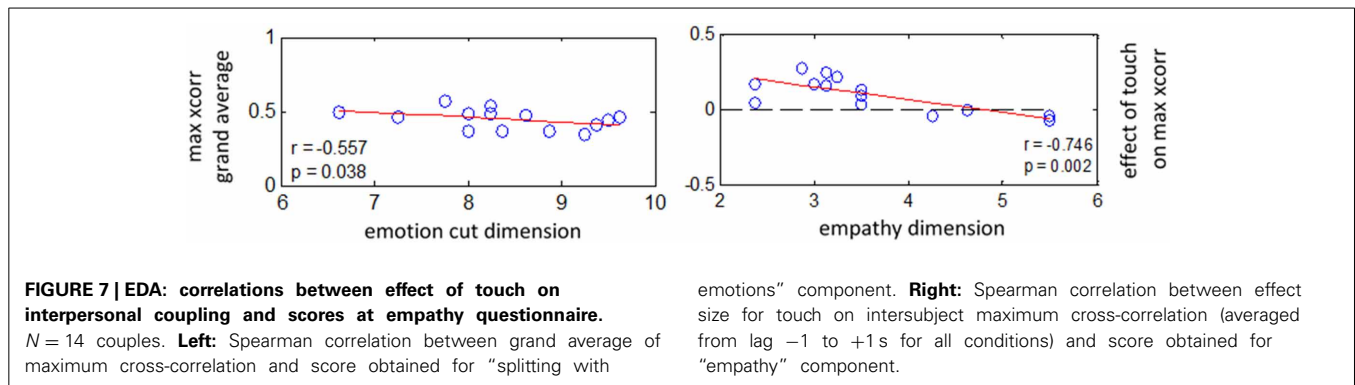 1
0.5
0
max xcorr
grand average
r = -0.557
p = 0.038
6 7 8 9 10
emotion cut dimension
0.5
0
-0.5
r = -0.746
p = 0.002
2 3 4 5 6
empathy dimension
effect of touch
on max xcorr
FIGURE 7 | EDA: correlations between effect of touch on
interpersonal coupling and scores at empathy questionnaire.
N = 14 couples. Left: Spearman correlation between grand average of
maximum cross-correlation and score obtained for “splitting with
emotions” component. Right: Spearman correlation between effect
size for touch on intersubject maximum cross-correlation (averaged
from lag −1 to +1 s for all conditions) and score obtained for
“empathy” component.